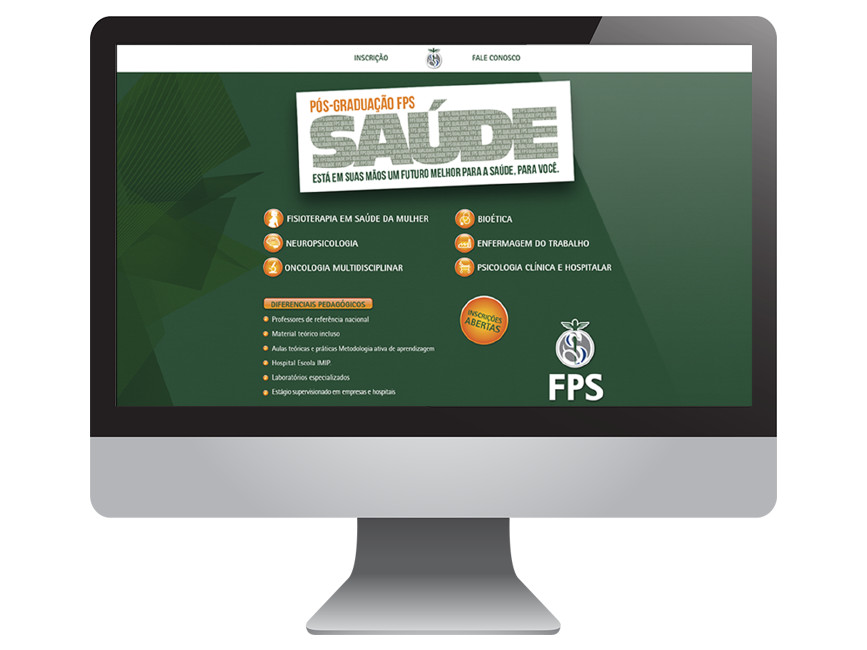 INSCRIÇÃO
FALE CONOSCO
PÓS-GRADUAÇÃO FPS
SAÚDE
ESTÁ EM SUAS MÃOS UM FUTURO MELHOR PARA A SAÚDE, PARA VOCÊ.
FISIOTERAPIA EM SAÚDE DA MULHER
NEUROPSICOLOGIA
ONCOLOGIA MULTIDISCIPLINAR
BIOÉTICA
ENFERMAGEM DO TRABALHO
PSICOLOGIA CLÍNICA E HOSPITALAR
DIFERENCIAIS PEDAGÓGICOS
Professores de referência nacional
Material teórico incluso
Aulas teóricas e práticas Metodologia ativa de aprendizagem
Hospital Escola IMIP
Laboratórios especializados
Estágio supervisionado em empresas e hospitais
INSCRIÇÕES
ABERTAS
FPS